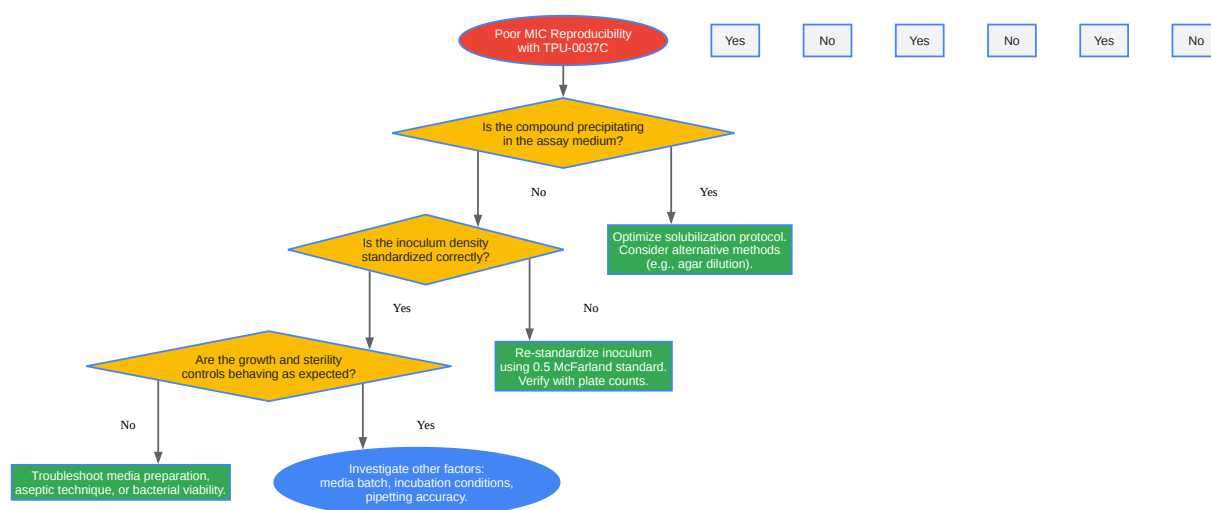 Poor MIC Reproducibility
with TPU-0037C
Yes
No
Yes
No
Yes
No
Is the compound precipitating
in the assay medium?
No
Yes
Is the inoculum density
standardized correctly?
Optimize solubilization protocol.
Consider alternative methods
(e.g., agar dilution).
Yes
No
Are the growth and sterility
controls behaving as expected?
Re-standardize inoculum
using 0.5 McFarland standard.
Verify with plate counts.
No
Yes
Troubleshoot media preparation,
aseptic technique, or bacterial viability.
Investigate other factors:
media batch, incubation conditions,
pipetting accuracy.